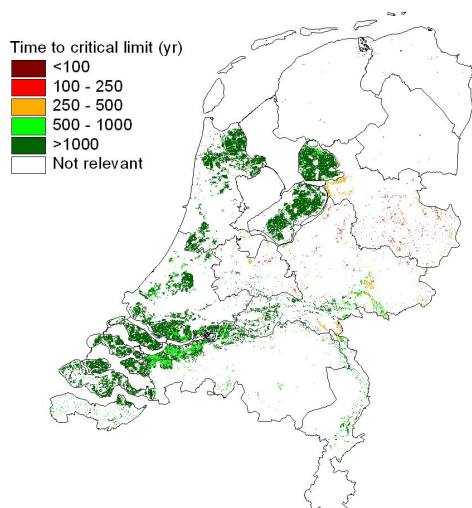 Time to critical limit (yr)
<100
100 - 250
250 - 500
500 - 1000
>1000
Not relevant